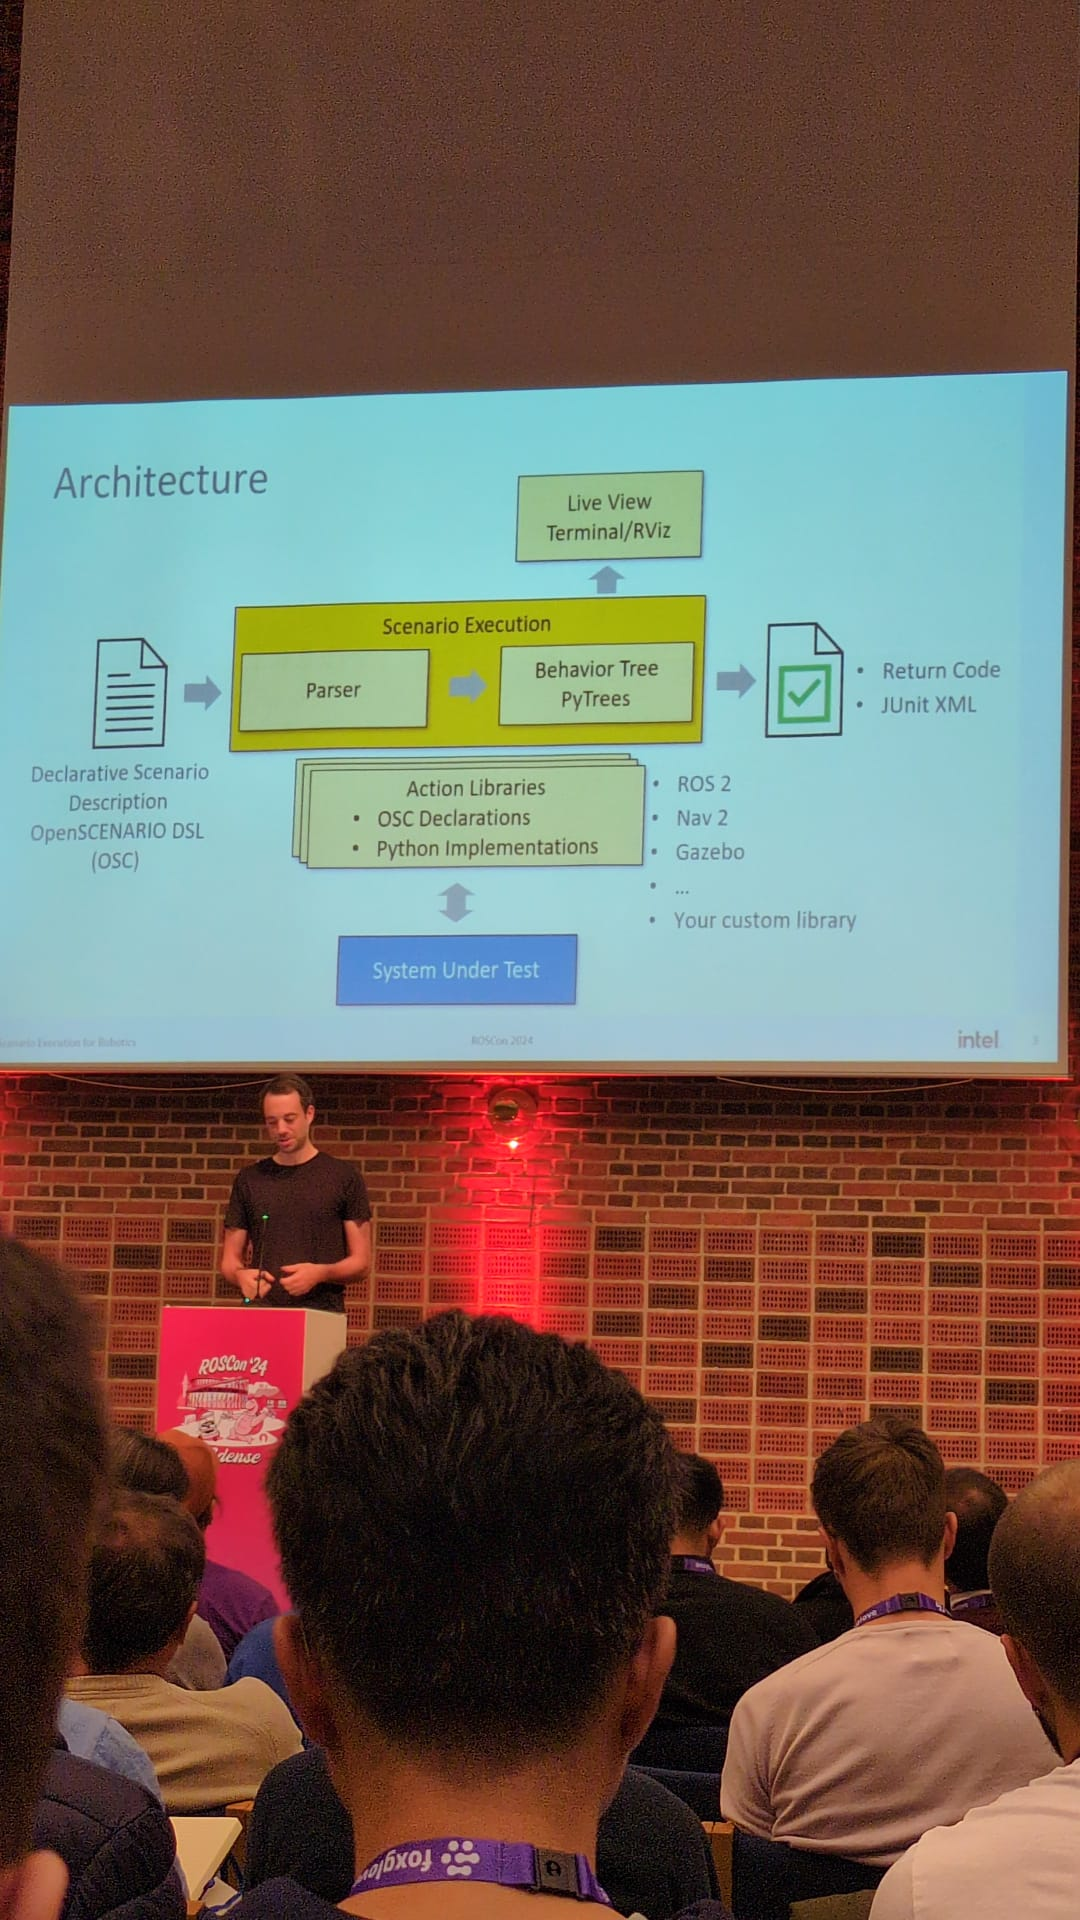 Architecture
Live View
Terminal/RViz
Scenario Execution
Parser
Behavior Tree
PyTrees
• Return Code
• JUnit XML
Declarative Scenario
Description
OpenSCENARIO DSL
(OSC)
Action Libraries
• OSC Declarations
• Python Implementations
• ROS 2
• Nav 2
• Gazebo
• ...
• Your custom library
System Under Test
Scenario Execution for Robotics
ROSCon 2024
intel
3
ROSCon '24
dense
foxglove